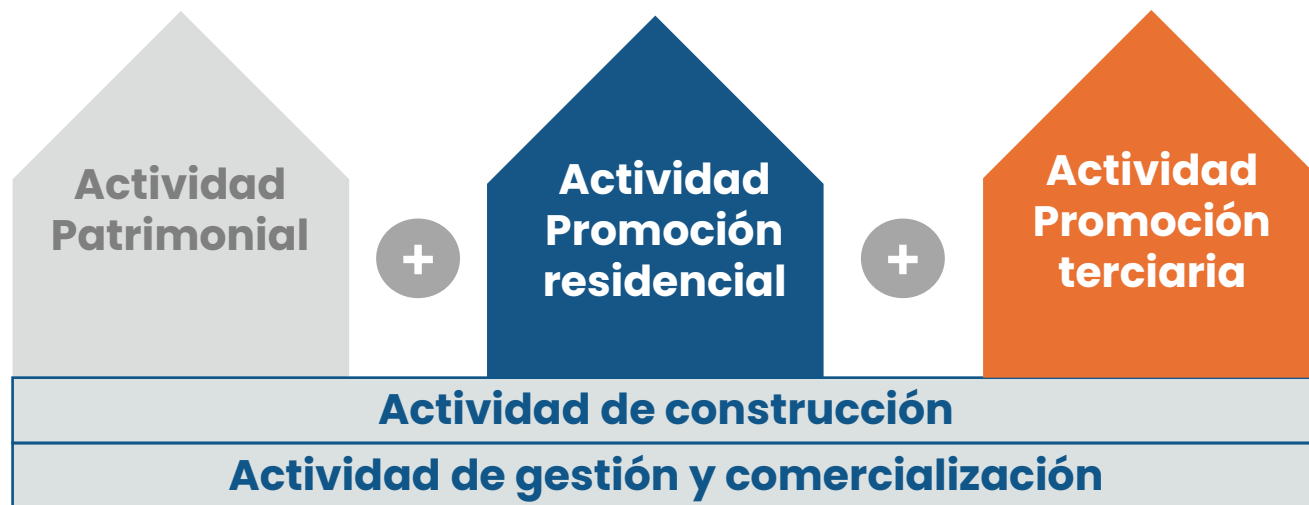 Actividad
Patrimonial
+
Actividad
Promoción
residencial
+
Actividad
Promoción
terciaria
Actividad de construcción
Actividad de gestión y comercialización